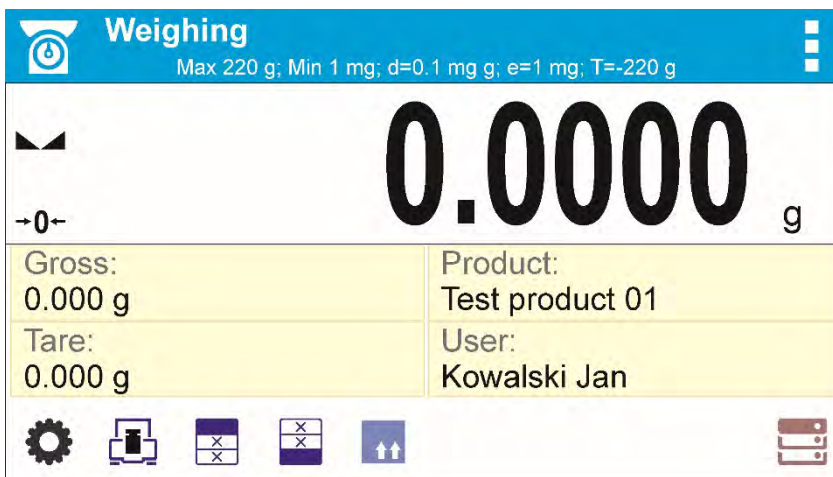 Weighing
Max 220 g; Min 1 mg; d=0.1 mg g; e=1 mg; T=-220 g
0.0000 g
→0←
Gross:
0.000 g
Product:
Test product 01
Tare:
0.000 g
User:
Kowalski Jan